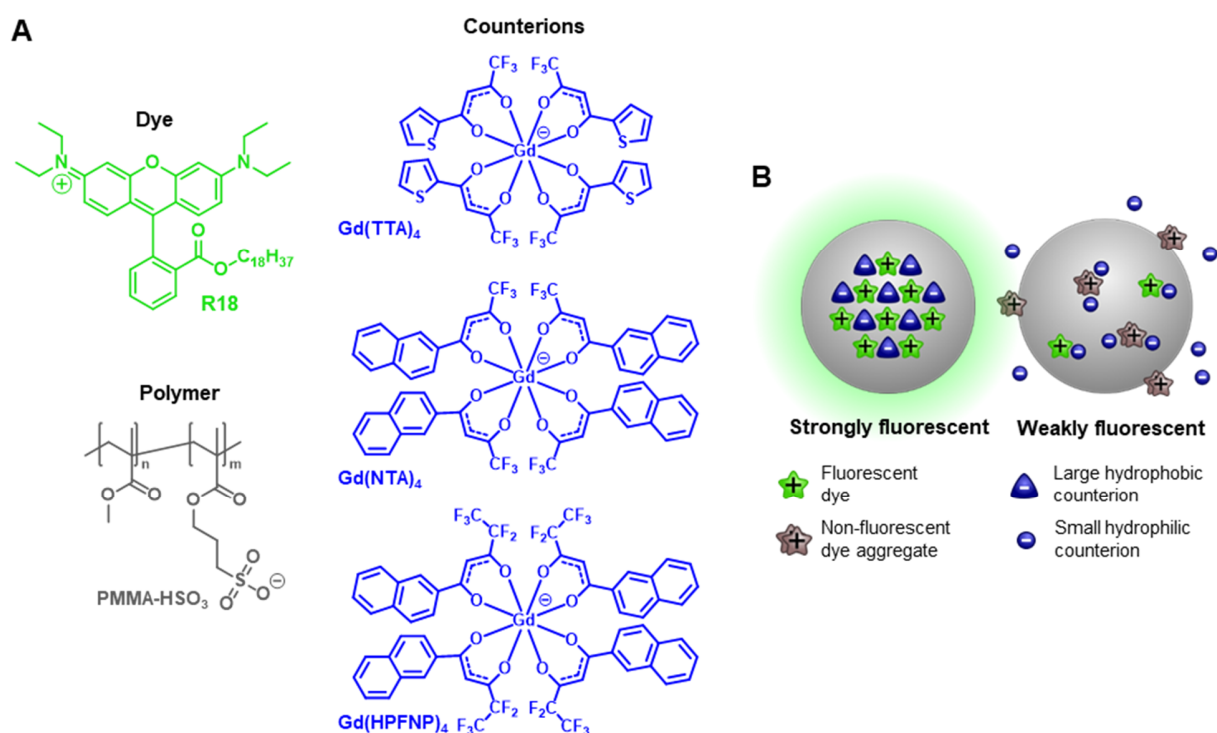 A
Counterions
Dye
N
⊕
O
N
O
O
C₁₈H₃₇
R18
Polymer
n
m
O
O
O
O
O
S
O
O⊖
PMMA-HSO₃
CF₃
F₃C
O
O
O
O
S
S
⊖
Gd
O
O
O
O
S
S
CF₃
F₃C
Gd(TTA)₄
CF₃
F₃C
O
O
O
O
⊖
Gd
O
O
O
O
CF₃
F₃C
Gd(NTA)₄
F₃C
CF₂
CF₃
F₂C
O
O
O
O
⊖
Gd
O
O
O
O
CF₂
F₃C
F₂C
CF₃
Gd(HPFNP)₄
B
Strongly fluorescent
Weakly fluorescent
Fluorescent
dye
Large hydrophobic
counterion
Non-fluorescent
dye aggregate
Small hydrophilic
counterion